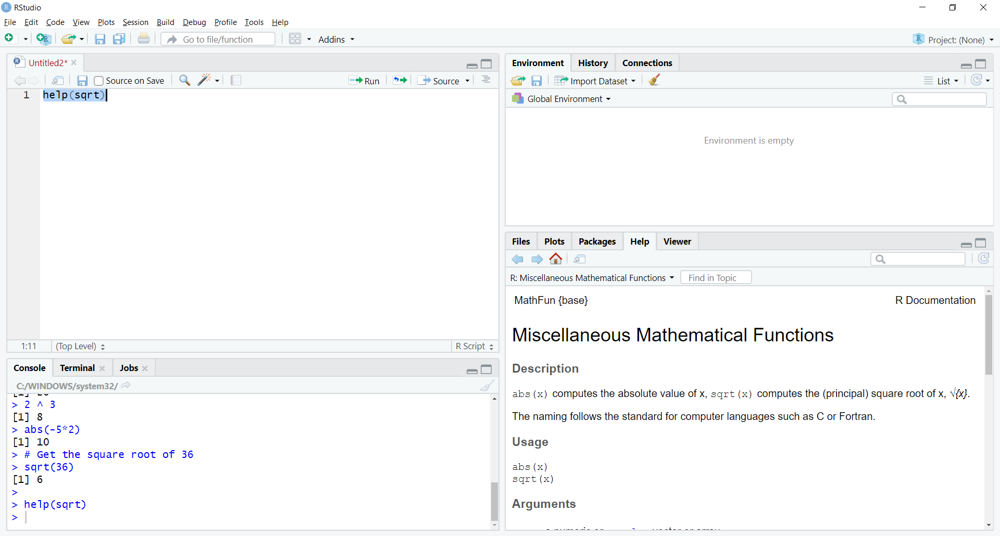 RStudio
File Edit Code View Plots Session Build Debug Profile Tools Help
Go to file/function Addins Project: (None)
Untitled2*
Source on Save Run Source
1 help(sqrt)
1:11 (Top Level) R Script
Console Terminal Jobs
C:/WINDOWS/system32/
> 2 ^ 3
[1] 8
> abs(-5*2)
[1] 10
> # Get the square root of 36
> sqrt(36)
[1] 6
>
> help(sqrt)
>
Environment History Connections
Import Dataset List
Global Environment
Environment is empty
Files Plots Packages Help Viewer
R: Miscellaneous Mathematical Functions Find in Topic
MathFun {base} R Documentation
Miscellaneous Mathematical Functions
Description
abs(x) computes the absolute value of x, sqrt(x) computes the (principal) square root of x, √{x}.
The naming follows the standard for computer languages such as C or Fortran.
Usage
abs(x)
sqrt(x)
Arguments